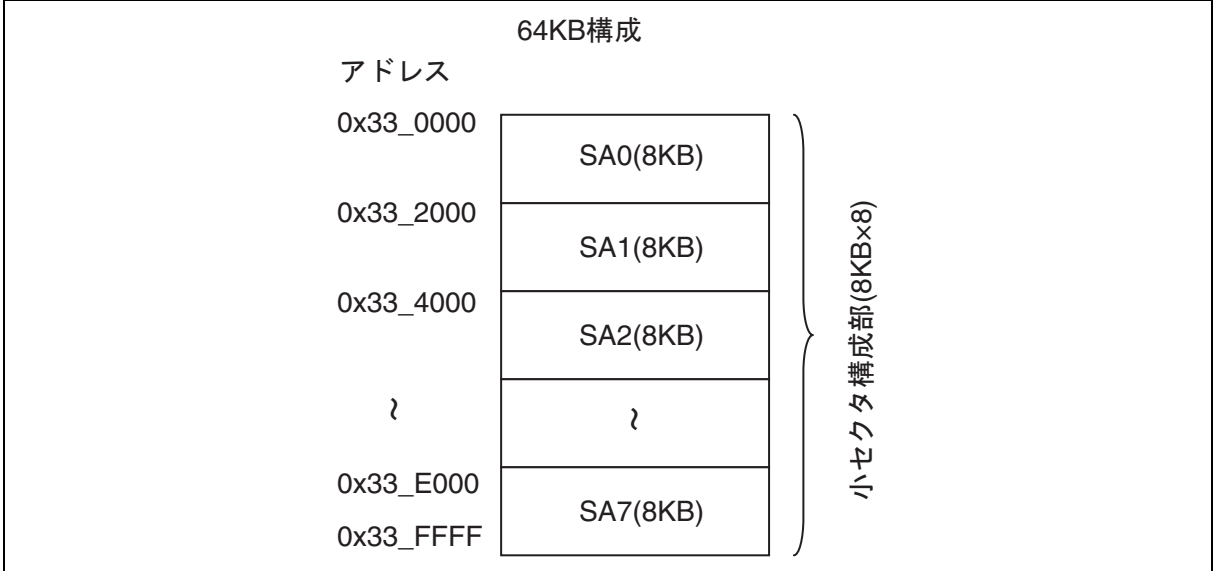 64KB構成
アドレス
0x33_0000
SA0(8KB)
0x33_2000
SA1(8KB)
0x33_4000
SA2(8KB)
~
~
0x33_E000
SA7(8KB)
0x33_FFFF
小セクタ構成部(8KB×8)